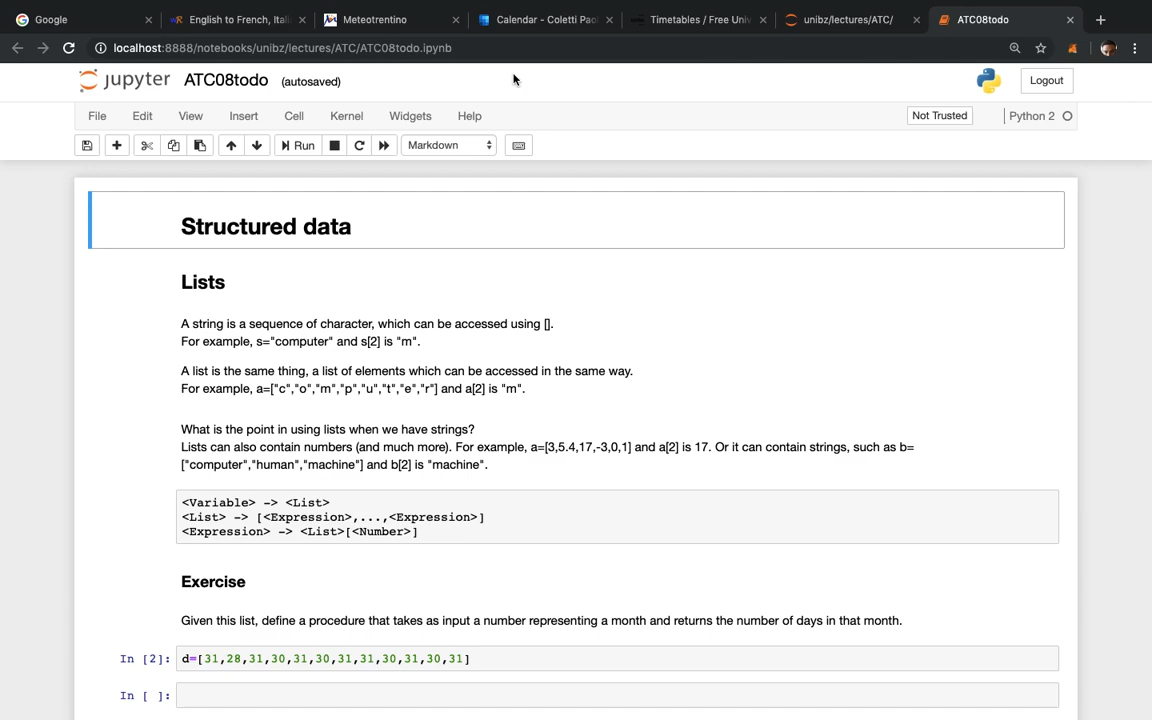 Google
English to French, Itali
Meteotrentino
Calendar - Coletti Pao
Timetables / Free Univ
unibz/lectures/ATC/
ATC08todo
localhost:8888/notebooks/unibz/lectures/ATC/ATC08todo.ipynb
jupyter ATC08todo (autosaved)
Logout
File Edit View Insert Cell Kernel Widgets Help
Not Trusted
Python 2
Run
Markdown
Structured data
Lists
A string is a sequence of character, which can be accessed using [].
For example, s="computer" and s[2] is "m".
A list is the same thing, a list of elements which can be accessed in the same way.
For example, a=["c","o","m","p","u","t","e","r"] and a[2] is "m".
What is the point in using lists when we have strings?
Lists can also contain numbers (and much more). For example, a=[3,5.4,17,-3,0,1] and a[2] is 17. Or it can contain strings, such as b=
["computer","human","machine"] and b[2] is "machine".
<Variable> -> <List>
<List> -> [<Expression>,...,<Expression>]
<Expression> -> <List>[<Number>]
Exercise
Given this list, define a procedure that takes as input a number representing a month and returns the number of days in that month.
In [2]: d=[31,28,31,30,31,30,31,31,30,31,30,31]
In [ ]: